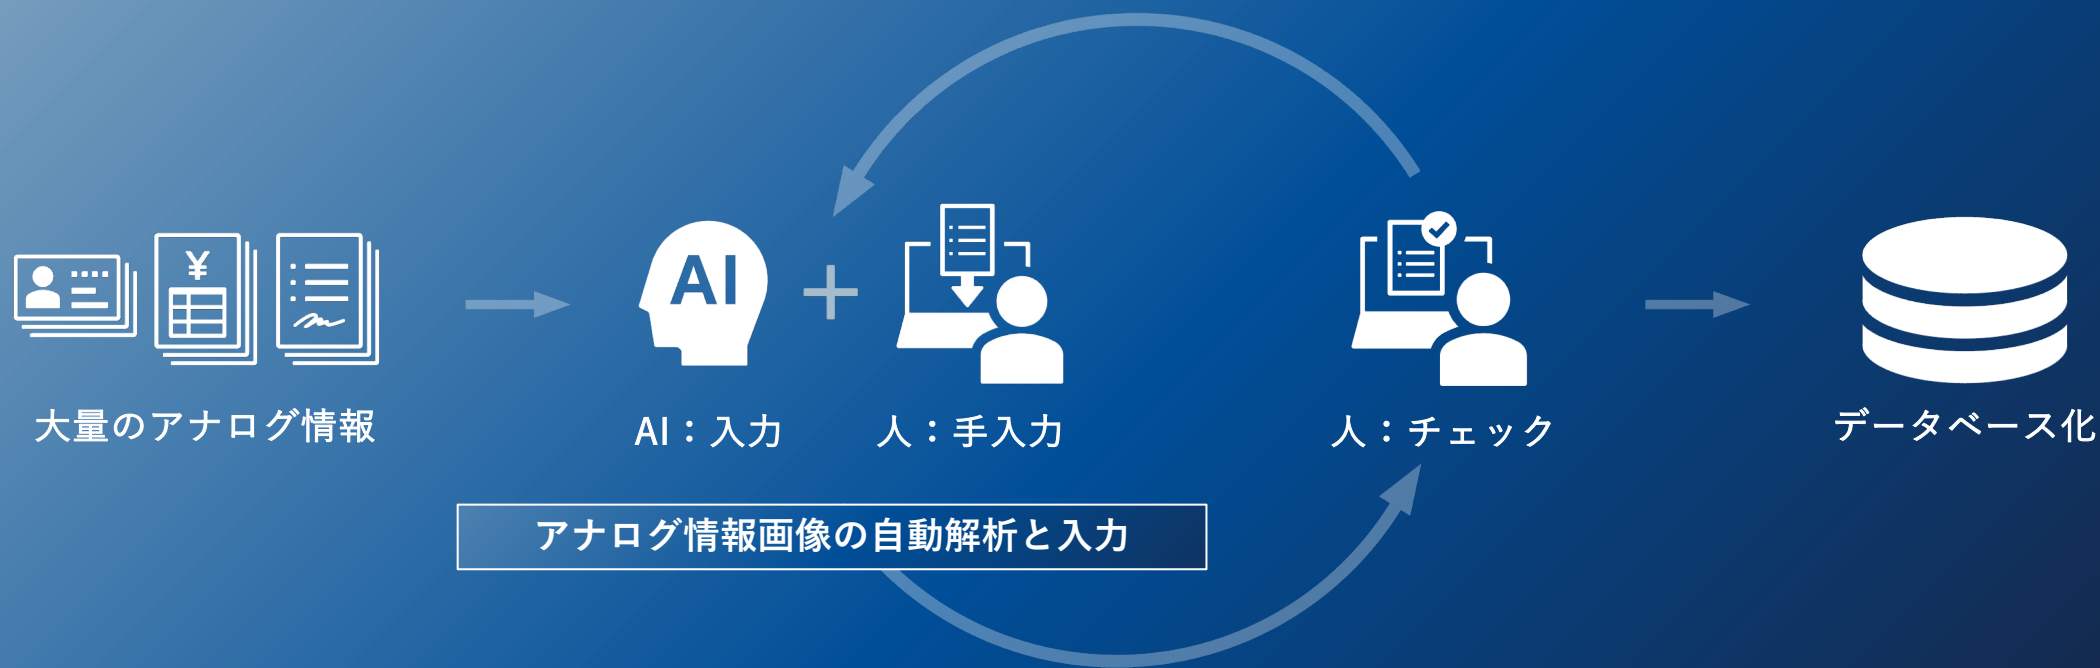 ¥
AI
大量のアナログ情報
AI：入力
人：手入力
人：チェック
データベース化
アナログ情報画像の自動解析と入力